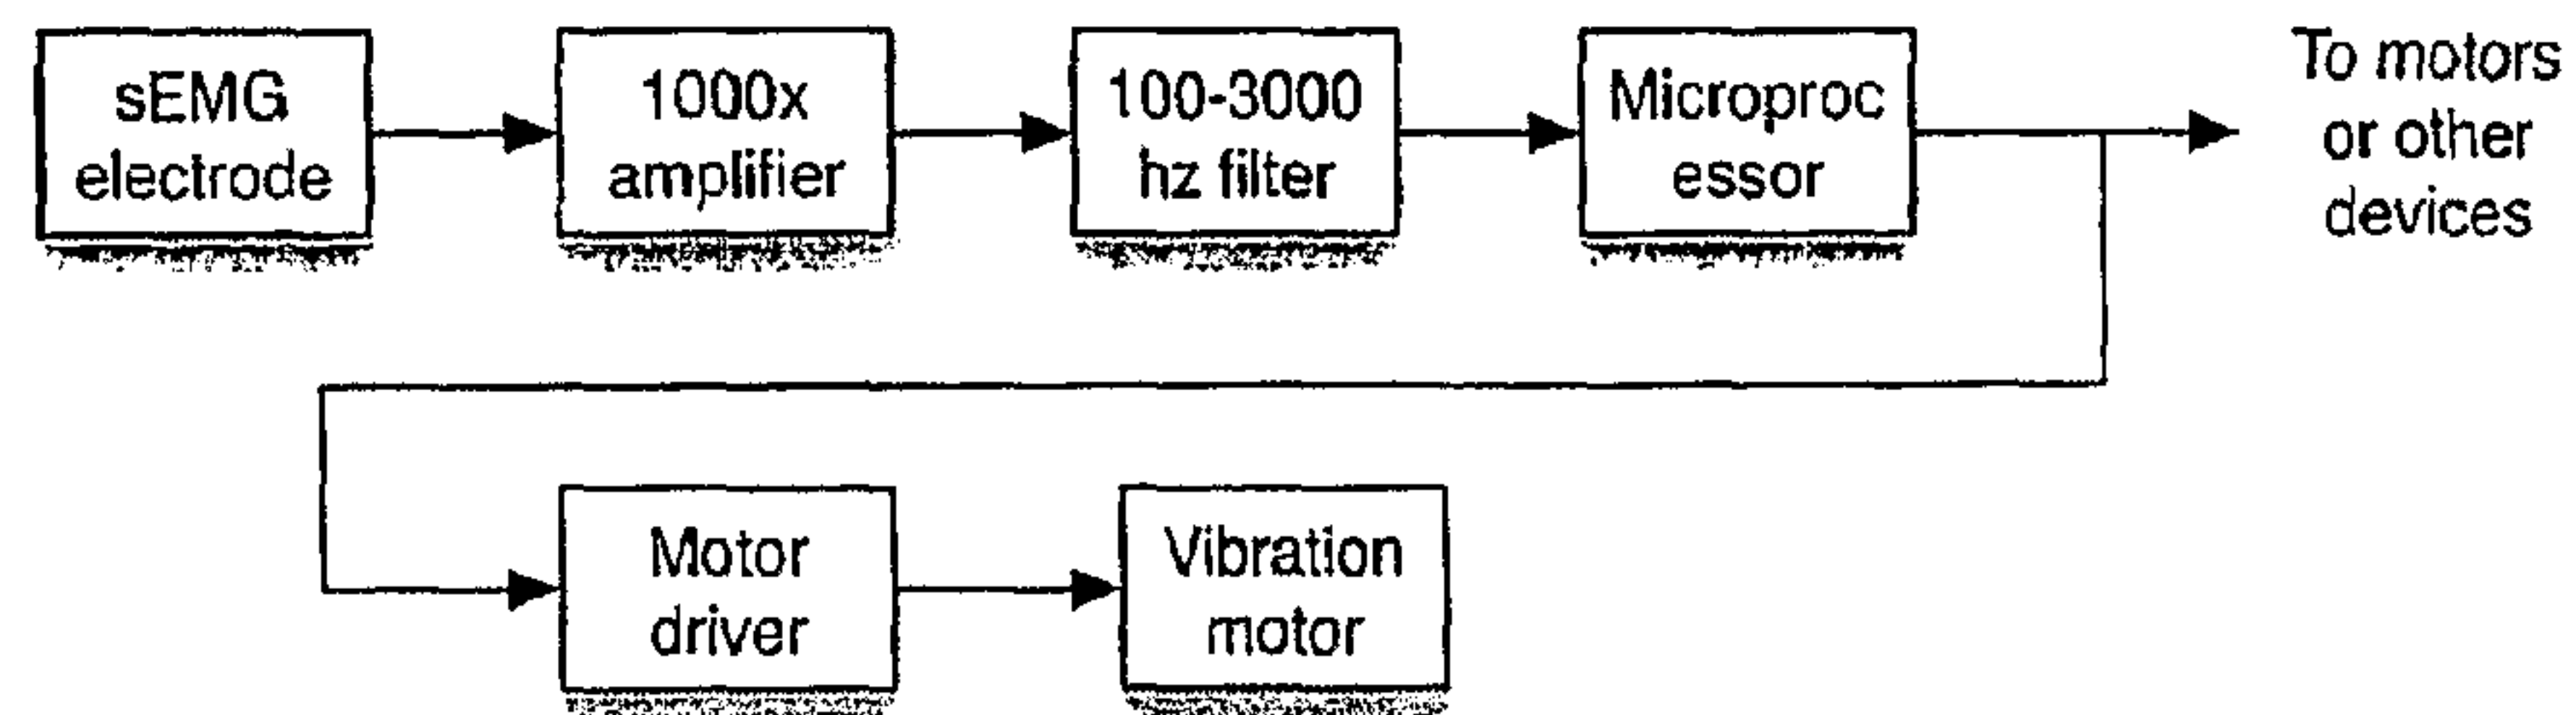 sEMG
electrode
1000x
amplifier
100-3000
hz filter
Microproc
essor
To motors
or other
devices
Motor
driver
Vibration
motor